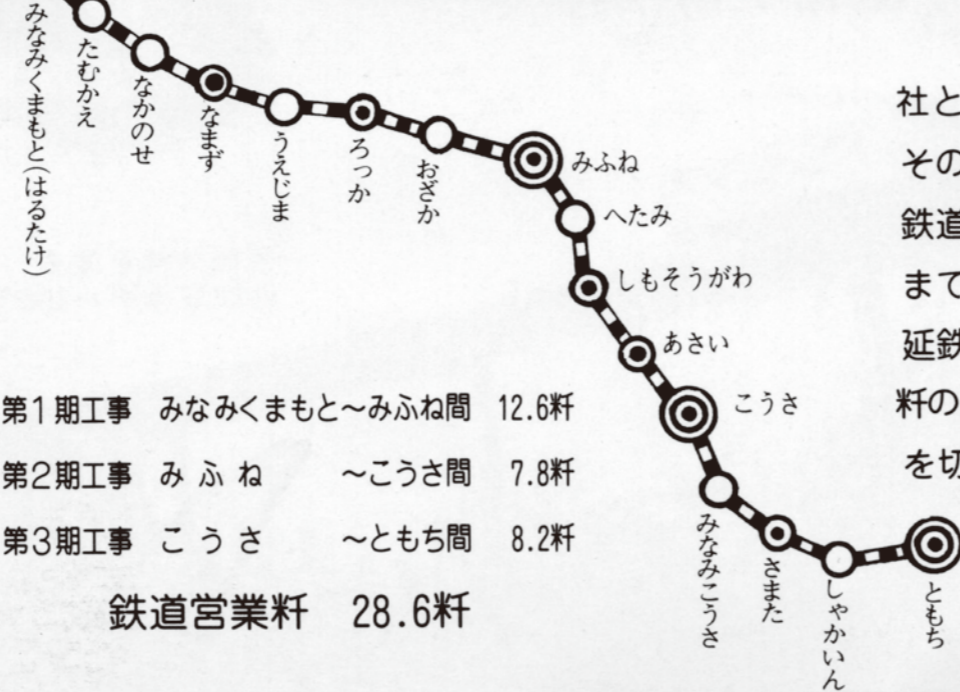 みなみくまもと(はるたけ)
たむかえ
なかのせ
なまず
うえじま
ろっか
おざか
みふね
へたみ
しもそうがわ
あさい
こうさ
みなみこうさ
さまた
しゃかいん
ともち
第1期工事 みなみくまもと〜みふね間 12.6粁
第2期工事 みふね 〜こうさ間 7.8粁
第3期工事 こうさ 〜ともち間 8.2粁
鉄道営業粁 28.6粁
社と
その
鉄道
まで
延鉄
粁の
を切